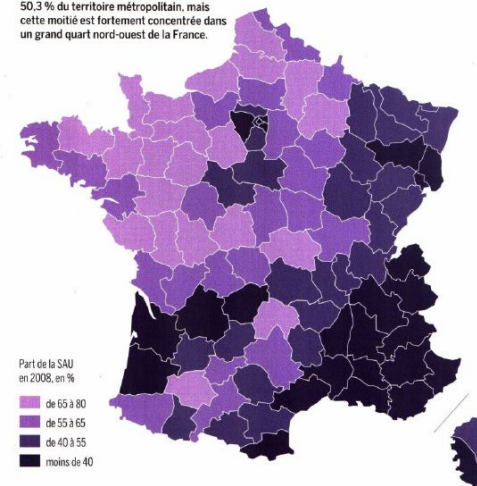 50,3 % du territoire métropolitain, mais
cette moitié est fortement concentrée dans
un grand quart nord-ouest de la France.
Part de la SAU
en 2008, en %
de 65 à 80
de 55 à 65
de 40 à 55
moins de 40